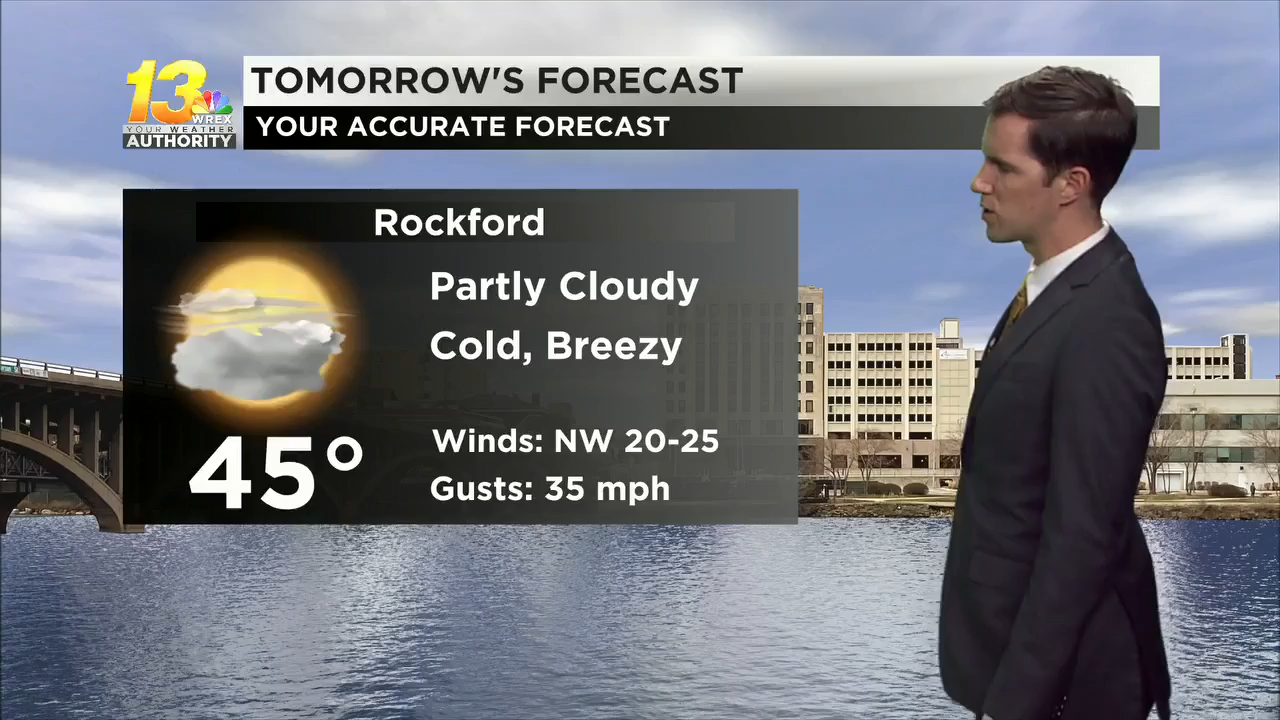 13
WREX
YOUR WEATHER
AUTHORITY
TOMORROW'S FORECAST
YOUR ACCURATE FORECAST
Rockford
Partly Cloudy
Cold, Breezy
45°
Winds: NW 20-25
Gusts: 35 mph